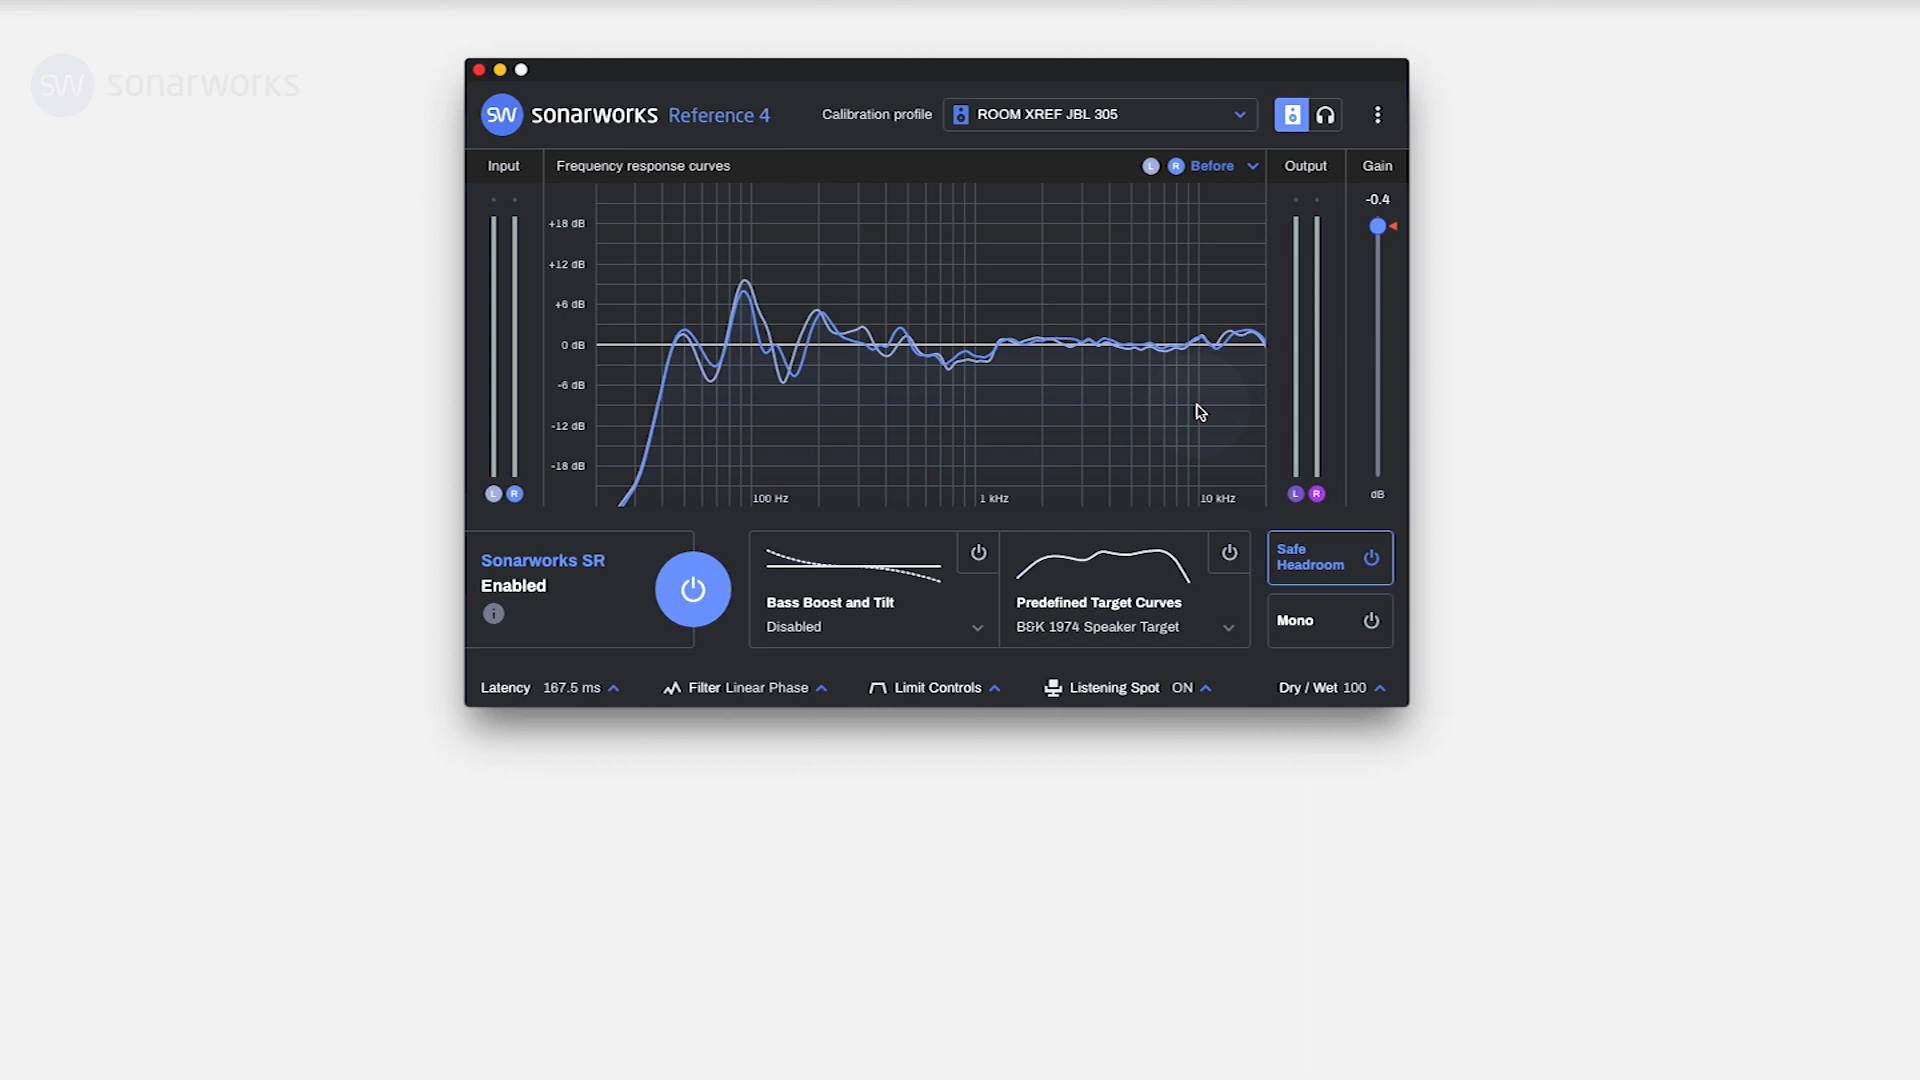 SW sonarworks
SW sonarworks Reference 4
Calibration profile
ROOM XREF JBL 305
Input
Frequency response curves
L R Before
Output
Gain
-0.4
+18 dB
+12 dB
+6 dB
0 dB
-6 dB
-12 dB
-18 dB
100 Hz
1 kHz
10 kHz
L R
L R
dB
Sonarworks SR
Enabled
i
Bass Boost and Tilt
Disabled
Predefined Target Curves
B&K 1974 Speaker Target
Safe
Headroom
Mono
Latency 167.5 ms
Filter Linear Phase
Limit Controls
Listening Spot ON
Dry / Wet 100